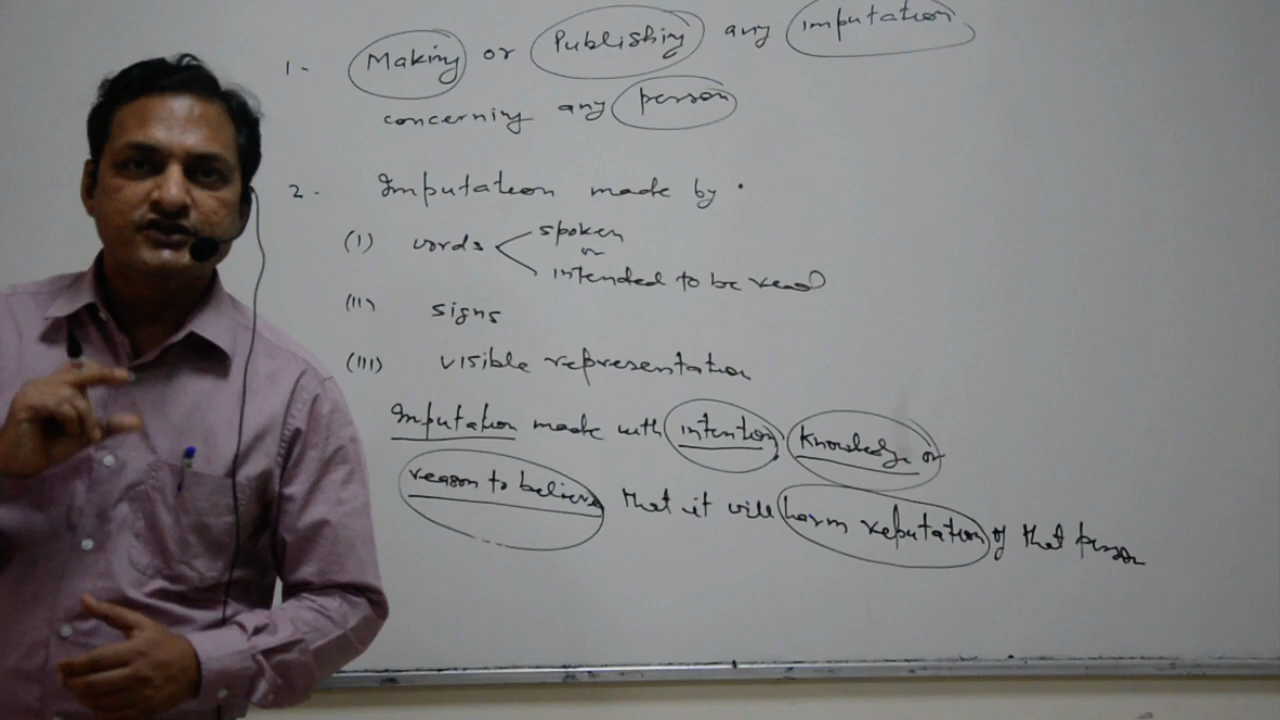 1. Making or Publishing any imputation
concerning any person
2. Imputation made by
(I) words spoken
or
intended to be read
(II) signs
(III) visible representation
Imputation made with intention, knowledge or
reason to believe that it will harm reputation of that person